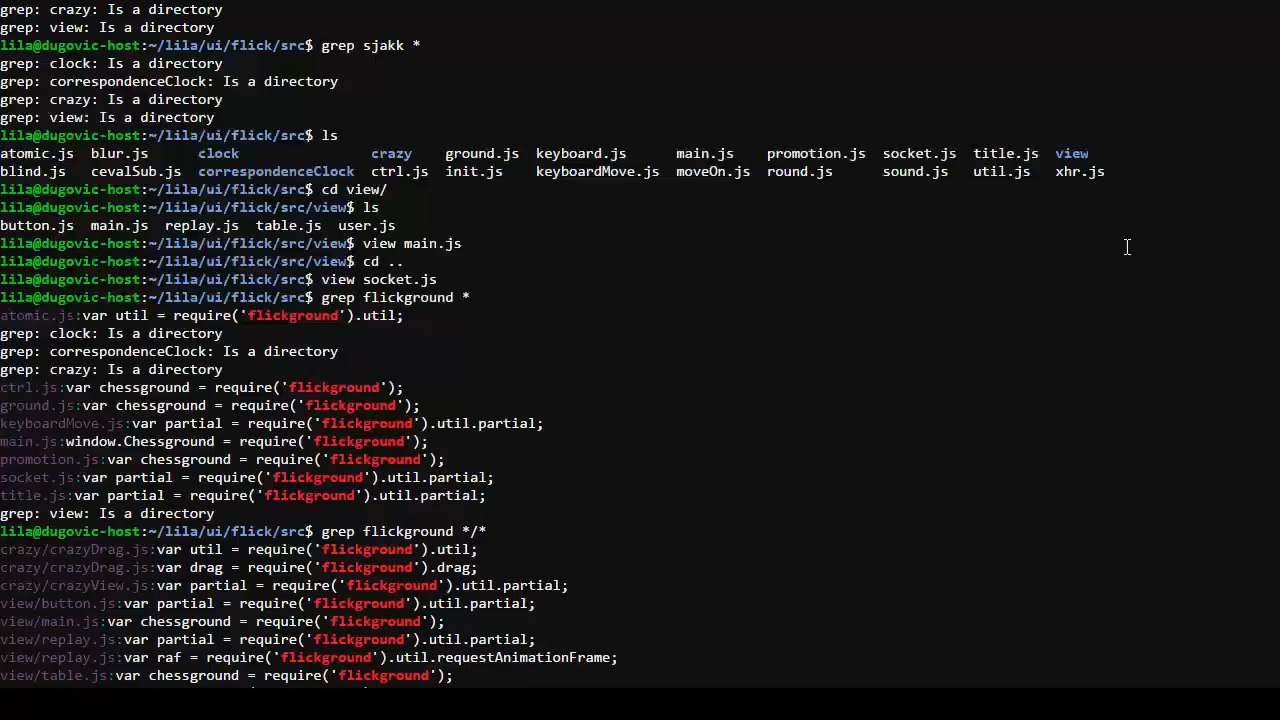 grep: crazy: Is a directory
grep: view: Is a directory
lila@dugovic-host:~/lila/ui/flick/src$ grep sjakk *
grep: clock: Is a directory
grep: correspondenceClock: Is a directory
grep: crazy: Is a directory
grep: view: Is a directory
lila@dugovic-host:~/lila/ui/flick/src$ ls
atomic.js  blur.js      clock                crazy    ground.js  keyboard.js      main.js    promotion.js  socket.js  title.js  view
blind.js   cevalSub.js  correspondenceClock  ctrl.js  init.js    keyboardMove.js  moveOn.js  round.js      sound.js   util.js   xhr.js
lila@dugovic-host:~/lila/ui/flick/src$ cd view/
lila@dugovic-host:~/lila/ui/flick/src/view$ ls
button.js  main.js  replay.js  table.js  user.js
lila@dugovic-host:~/lila/ui/flick/src/view$ view main.js
lila@dugovic-host:~/lila/ui/flick/src/view$ cd ..
lila@dugovic-host:~/lila/ui/flick/src$ view socket.js
lila@dugovic-host:~/lila/ui/flick/src$ grep flickground *
atomic.js:var util = require('flickground').util;
grep: clock: Is a directory
grep: correspondenceClock: Is a directory
grep: crazy: Is a directory
ctrl.js:var chessground = require('flickground');
ground.js:var chessground = require('flickground');
keyboardMove.js:var partial = require('flickground').util.partial;
main.js:window.Chessground = require('flickground');
promotion.js:var chessground = require('flickground');
socket.js:var partial = require('flickground').util.partial;
title.js:var partial = require('flickground').util.partial;
grep: view: Is a directory
lila@dugovic-host:~/lila/ui/flick/src$ grep flickground */*
crazy/crazyDrag.js:var util = require('flickground').util;
crazy/crazyDrag.js:var drag = require('flickground').drag;
crazy/crazyView.js:var partial = require('flickground').util.partial;
view/button.js:var partial = require('flickground').util.partial;
view/main.js:var chessground = require('flickground');
view/replay.js:var partial = require('flickground').util.partial;
view/replay.js:var raf = require('flickground').util.requestAnimationFrame;
view/table.js:var chessground = require('flickground');